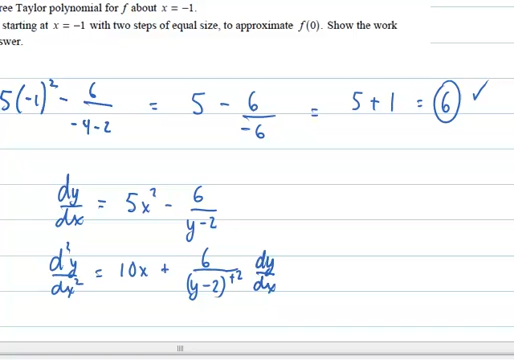 ree Taylor polynomial for f about x = −1.
starting at x = −1 with two steps of equal size, to approximate f(0). Show the work
swer.
5(-1)² - 6/(-4-2) = 5 - 6/(-6) = 5 + 1 = 6 ✓
dy/dx = 5x² - 6/(y-2)
d²y/dx² = 10x + 6/(y-2)^{+2} dy/dx